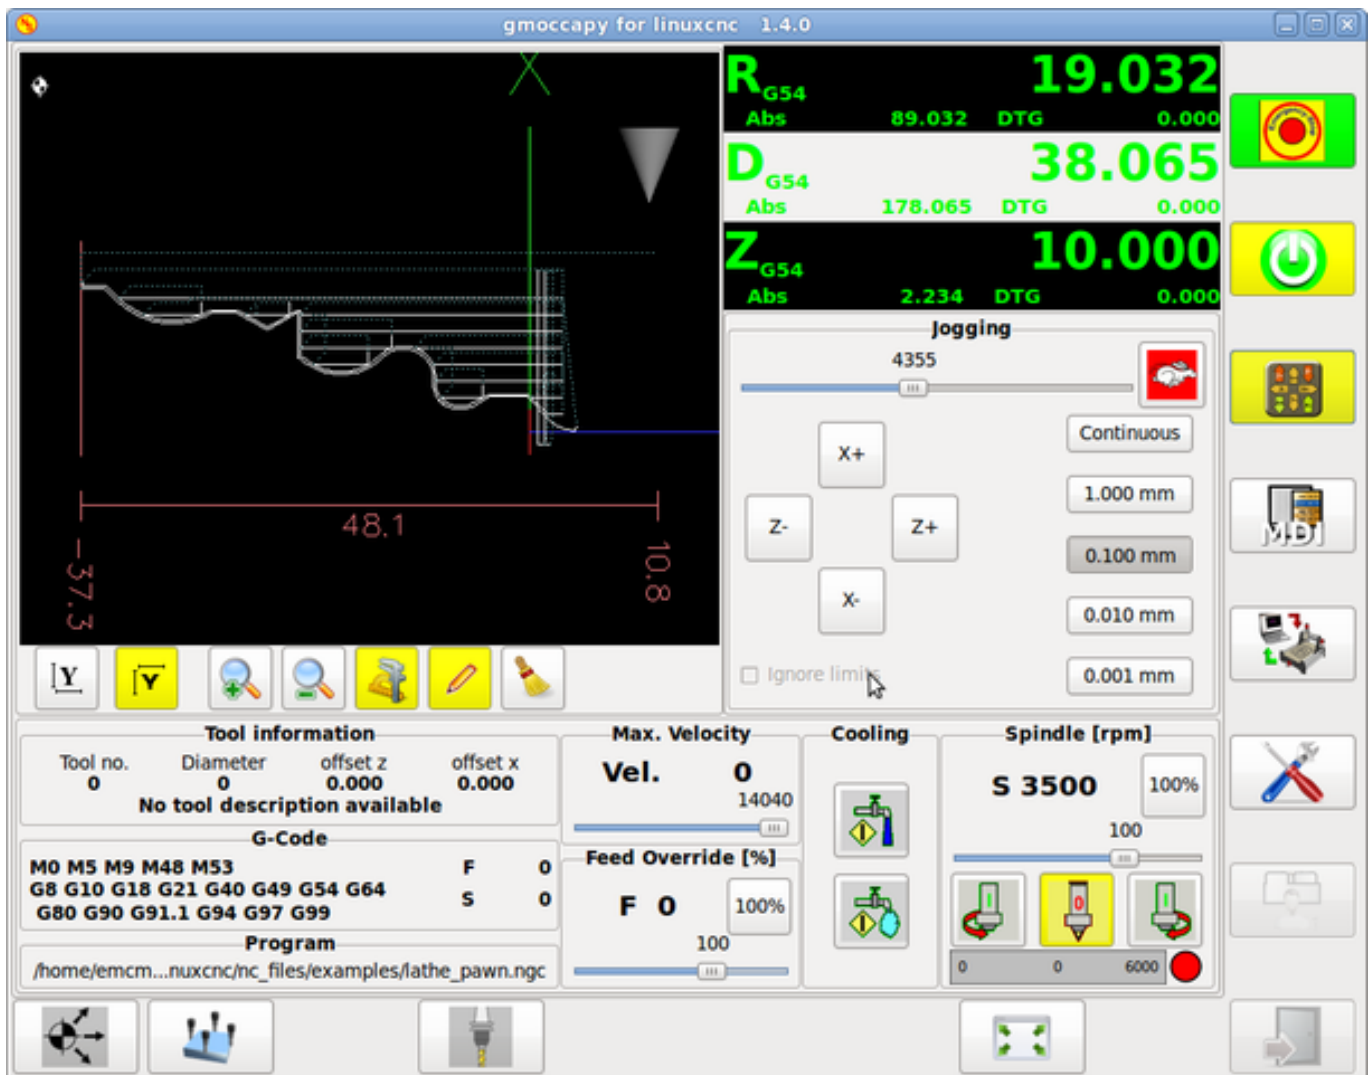 gmoccapy for linuxcnc 1.4.0
X
R G54 19.032
Abs 89.032 DTG 0.000
D G54 38.065
Abs 178.065 DTG 0.000
Z G54 10.000
Abs 2.234 DTG 0.000
48.1
-37.3
10.8
Jogging
4355
Continuous
X+
1.000 mm
Z- Z+
0.100 mm
X-
0.010 mm
Ignore limits
0.001 mm
MDI
Y Y
Tool information
Tool no. Diameter offset z offset x
0 0 0.000 0.000
No tool description available
G-Code
M0 M5 M9 M48 M53 F 0
G8 G10 G18 G21 G40 G49 G54 G64 S 0
G80 G90 G91.1 G94 G97 G99
Program
/home/emcm...nuxcnc/nc_files/examples/lathe_pawn.ngc
Max. Velocity
Vel. 0
14040
Feed Override [%]
F 0 100%
100
Cooling
Spindle [rpm]
S 3500 100%
100
1 0 1
0 0 6000